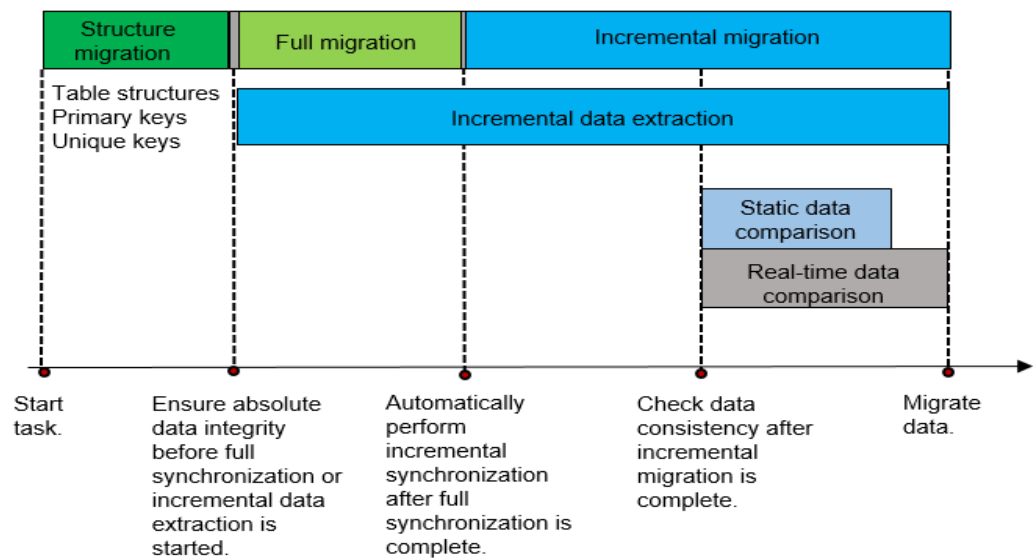 Structure
migration
Full migration
Incremental migration
Table structures
Primary keys
Unique keys
Incremental data extraction
Static data
comparison
Real-time data
comparison
Start
task.
Ensure absolute
data integrity
before full
synchronization or
incremental data
extraction is
started.
Automatically
perform
incremental
synchronization
after full
synchronization is
complete.
Check data
consistency after
incremental
migration is
complete.
Migrate
data.